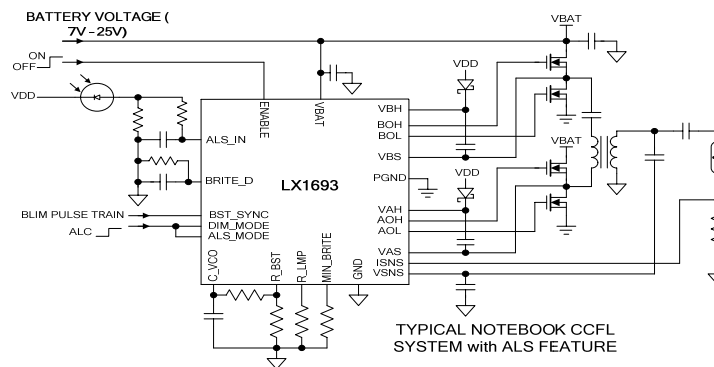 BATTERY VOLTAGE (
7V-25V)
ON
OFF
VDD
ENABLE
VBAT
ALS_IN
BRITE_D
BLIM PULSE TRAIN
BST_SYNC
DIM_MODE
ALC
ALS_MODE
C_VCO
R_BST
R_LMP
MIN_BRITE
GND
LX1693
VBH
BOH
BOL
VBS
PGND
VAH
AOH
AOL
VAS
ISNS
VSNS
VDD
VBAT
VBAT
VDD
TYPICAL NOTEBOOK CCFL
SYSTEM with ALS FEATURE